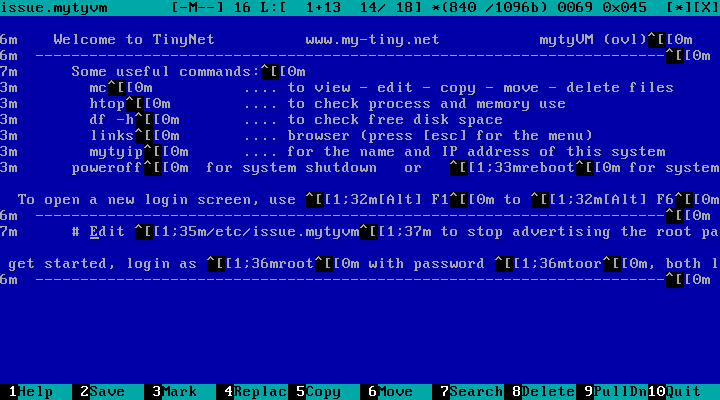 issue.mytyvm [-M--] 16 L:[ 1+13 14/ 18] *(840 /1096b) 0069 0x045 [*][X]
6m Welcome to TinyNet www.my-tiny.net mytyVM (ovl)^[[0m
6m ----------------------------------------------------------------------^[[0m
7m Some useful commands:^[[0m
3m mc^[[0m .... to view - edit - copy - move - delete files
3m htop^[[0m .... to check process and memory use
3m df -h^[[0m .... to check free disk space
3m links^[[0m .... browser (press [esc] for the menu)
3m mytyip^[[0m .... for the name and IP address of this system
3m poweroff^[[0m for system shutdown or ^[[1;33mreboot^[[0m for system
To open a new login screen, use ^[[1;32m[Alt] F1^[[0m to ^[[1;32m[Alt] F6^[[0m
6m ----------------------------------------------------------------------^[[0m
7m # Edit ^[[1;35m/etc/issue.mytyvm^[[1;37m to stop advertising the root pa
get started, login as ^[[1;36mroot^[[0m with password ^[[1;36mtoor^[[0m, both l
6m ----------------------------------------------------------------------^[[0m
1Help 2Save 3Mark 4Replac 5Copy 6Move 7Search 8Delete 9PullDn 10Quit